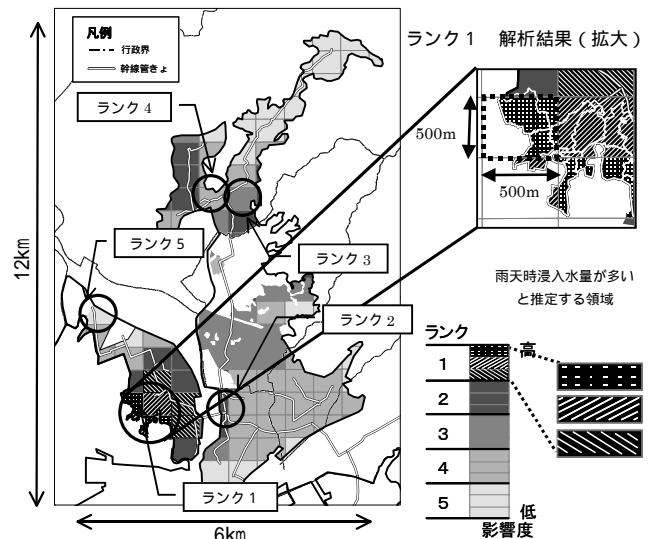 凡例
行政界
幹線管きょ
ランク１ 解析結果（拡大）
ランク 4
500m
500m
ランク 5
ランク 3
12km
雨天時浸入水量が多い
と推定する領域
ランク 2
ランク
高
1
2
3
4
5
低
影響度
ランク 1
6km